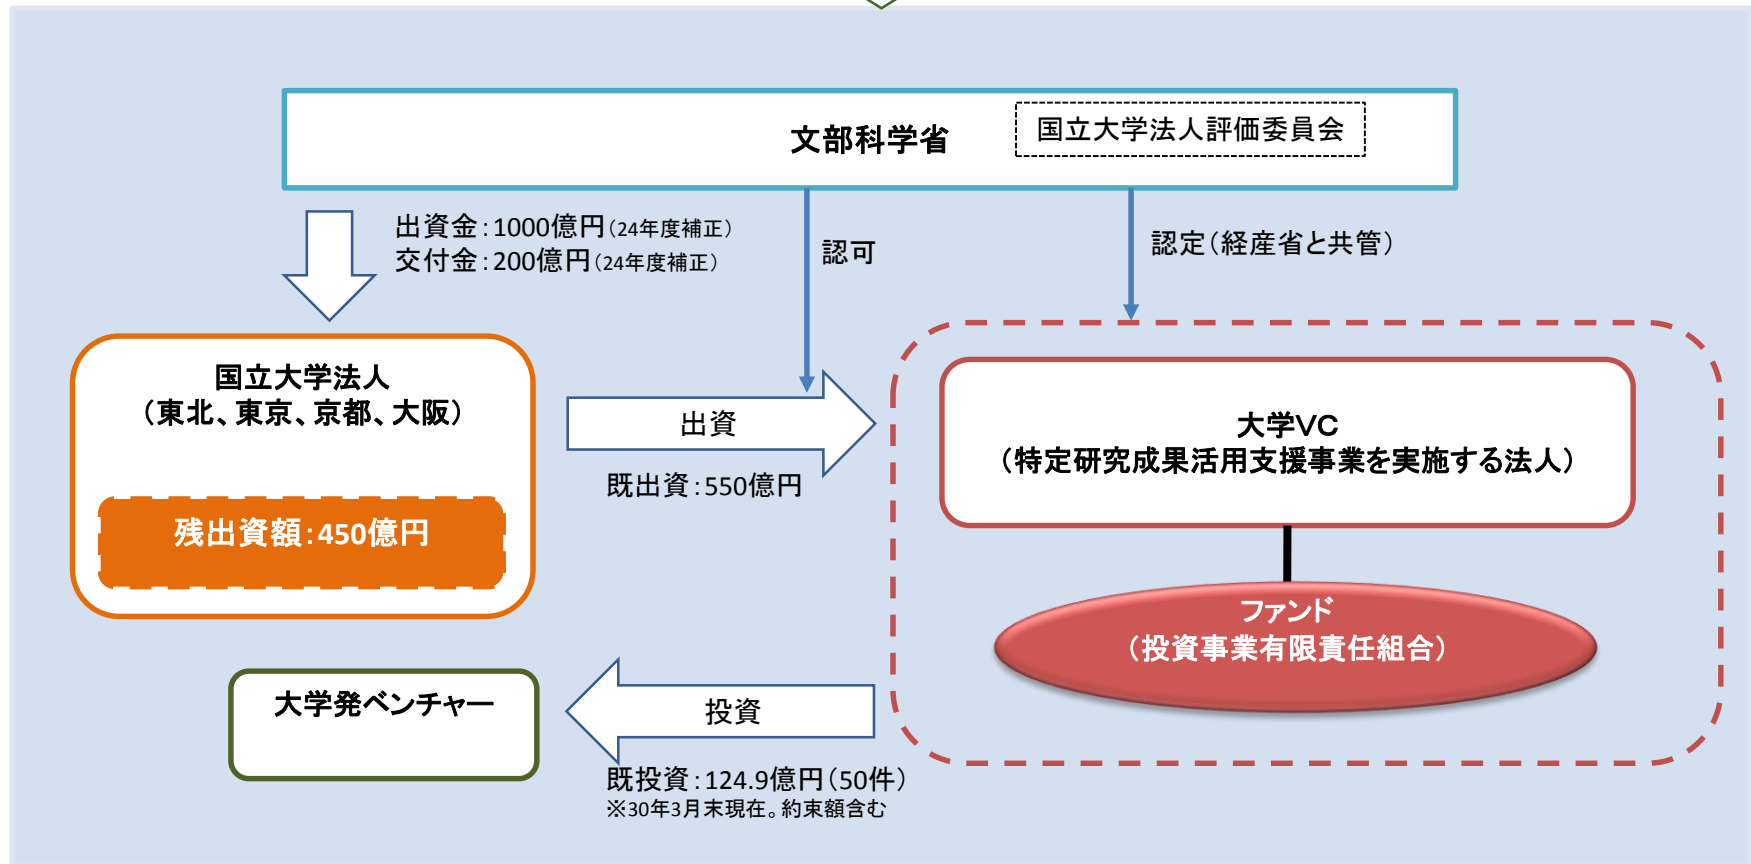 文部科学省
国立大学法人評価委員会
出資金：1000億円（24年度補正）
交付金：200億円（24年度補正）
認可
認定（経産省と共管）
国立大学法人
（東北、東京、京都、大阪）
残出資額：450億円
出資
既出資：550億円
大学VC
（特定研究成果活用支援事業を実施する法人）
ファンド
（投資事業有限責任組合）
大学発ベンチャー
投資
既投資：124.9億円（50件）
※30年3月末現在。約束額含む